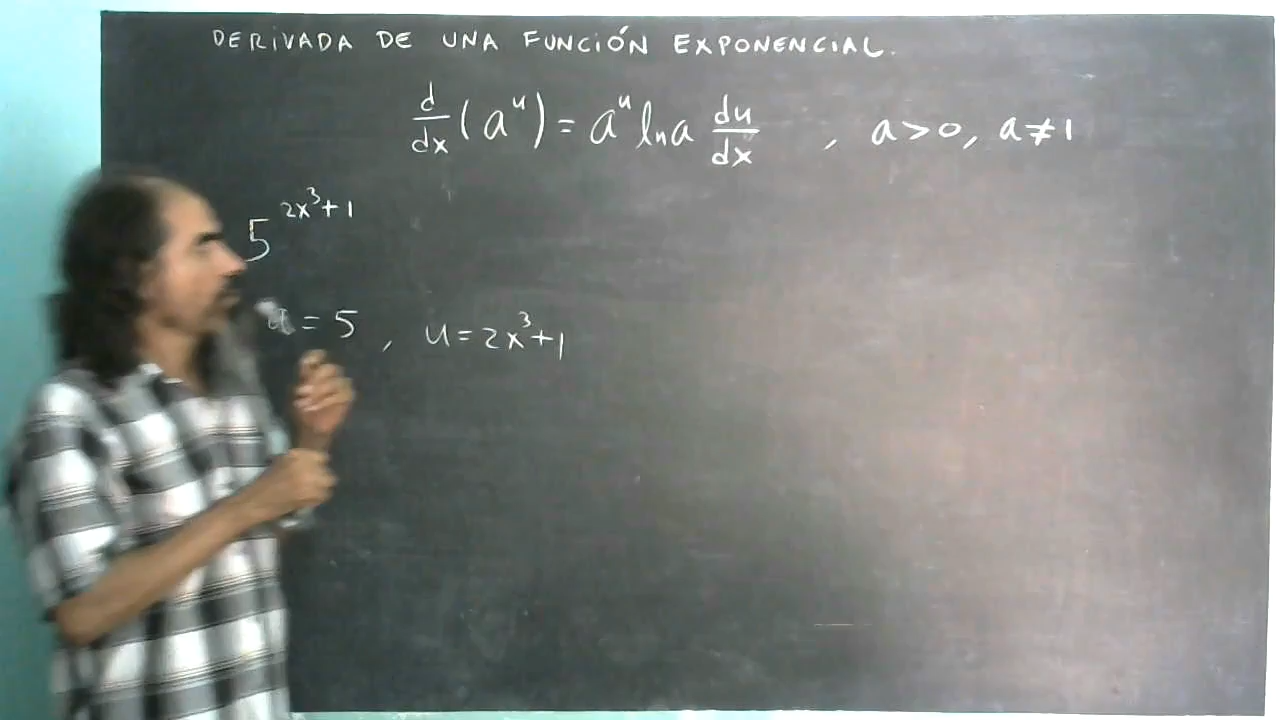 DERIVADA DE UNA FUNCIÓN EXPONENCIAL.
d/dx (a^u) = a^u ln a du/dx , a>0, a≠1
5^(2x³+1)
a = 5 , u = 2x³+1